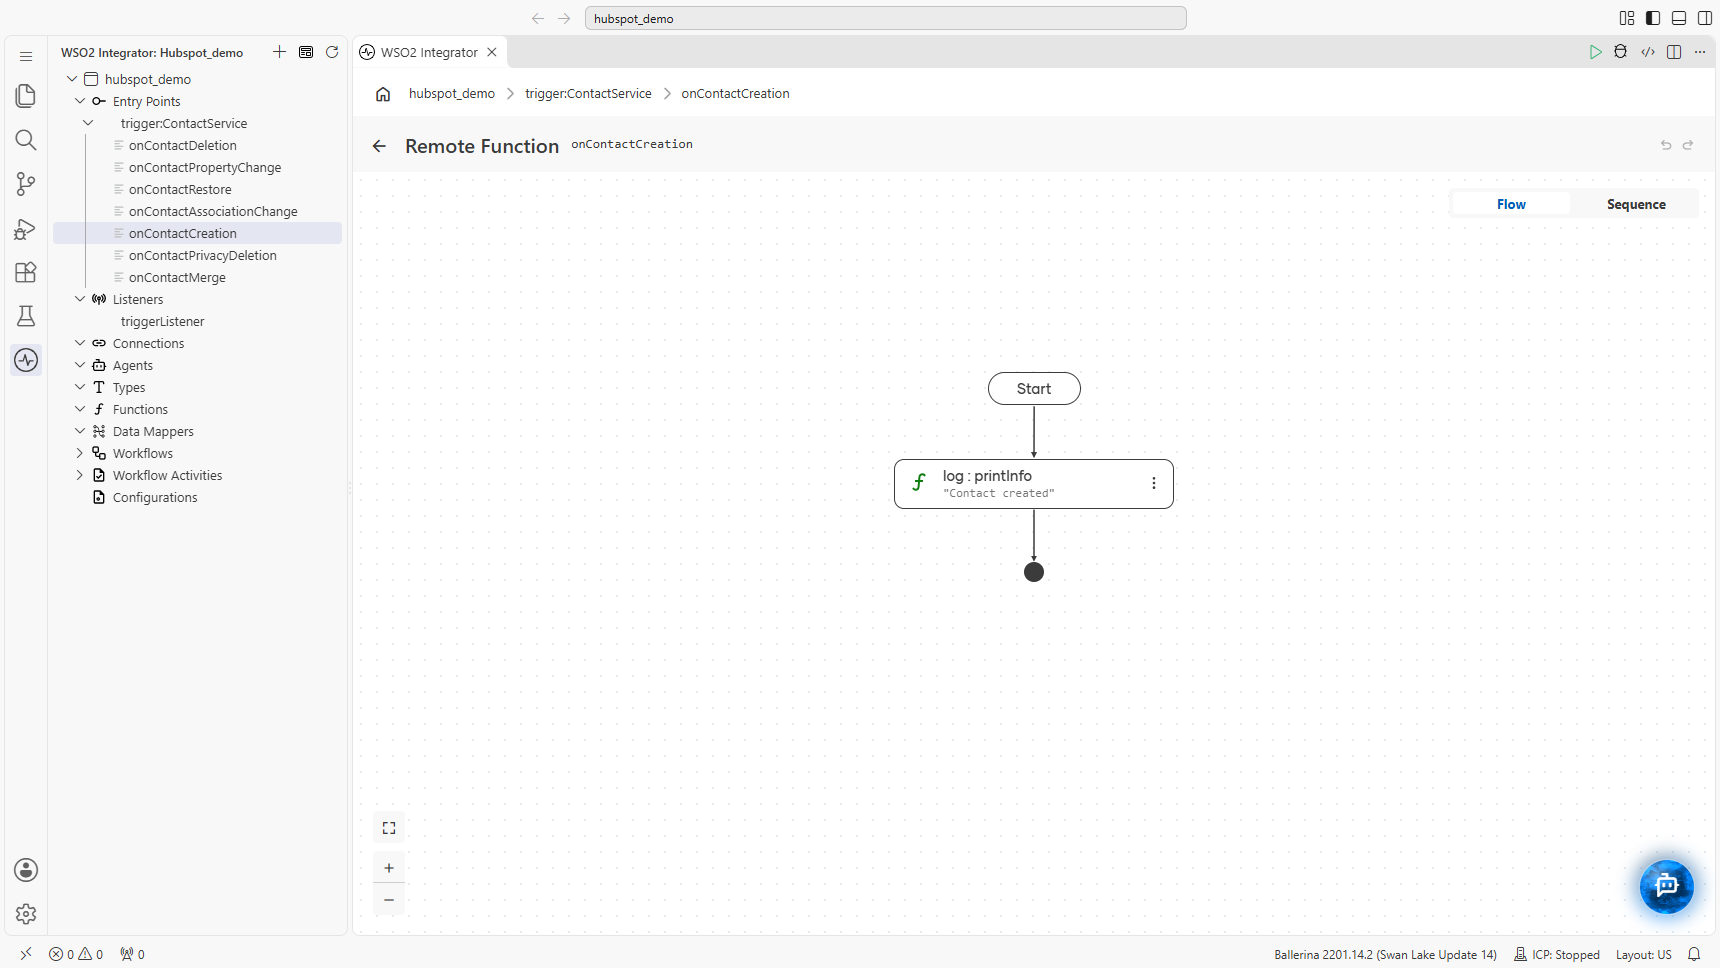 hubspot_demo
WSO2 Integrator: Hubspot_demo
hubspot_demo
Entry Points
trigger:ContactService
onContactDeletion
onContactPropertyChange
onContactRestore
onContactAssociationChange
onContactCreation
onContactPrivacyDeletion
onContactMerge
Listeners
triggerListener
Connections
Agents
Types
Functions
Data Mappers
Workflows
Workflow Activities
Configurations
WSO2 Integrator
hubspot_demo trigger:ContactService onContactCreation
Remote Function onContactCreation
Flow Sequence
Start
log : printInfo
"Contact created"
0 0 0
Ballerina 2201.14.2 (Swan Lake Update 14) ICP: Stopped Layout: US